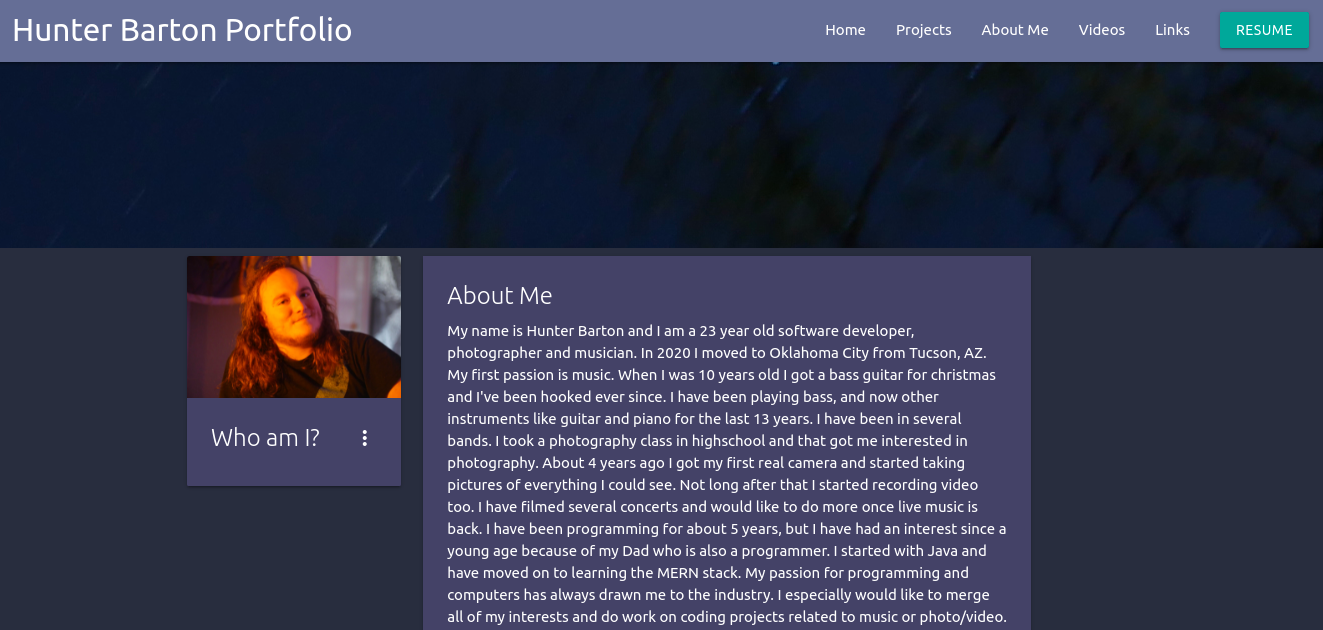 Hunter Barton Portfolio
Home Projects About Me Videos Links RESUME
Who am I?
About Me
My name is Hunter Barton and I am a 23 year old software developer,
photographer and musician. In 2020 I moved to Oklahoma City from Tucson, AZ.
My first passion is music. When I was 10 years old I got a bass guitar for christmas
and I've been hooked ever since. I have been playing bass, and now other
instruments like guitar and piano for the last 13 years. I have been in several
bands. I took a photography class in highschool and that got me interested in
photography. About 4 years ago I got my first real camera and started taking
pictures of everything I could see. Not long after that I started recording video
too. I have filmed several concerts and would like to do more once live music is
back. I have been programming for about 5 years, but I have had an interest since a
young age because of my Dad who is also a programmer. I started with Java and
have moved on to learning the MERN stack. My passion for programming and
computers has always drawn me to the industry. I especially would like to merge
all of my interests and do work on coding projects related to music or photo/video.